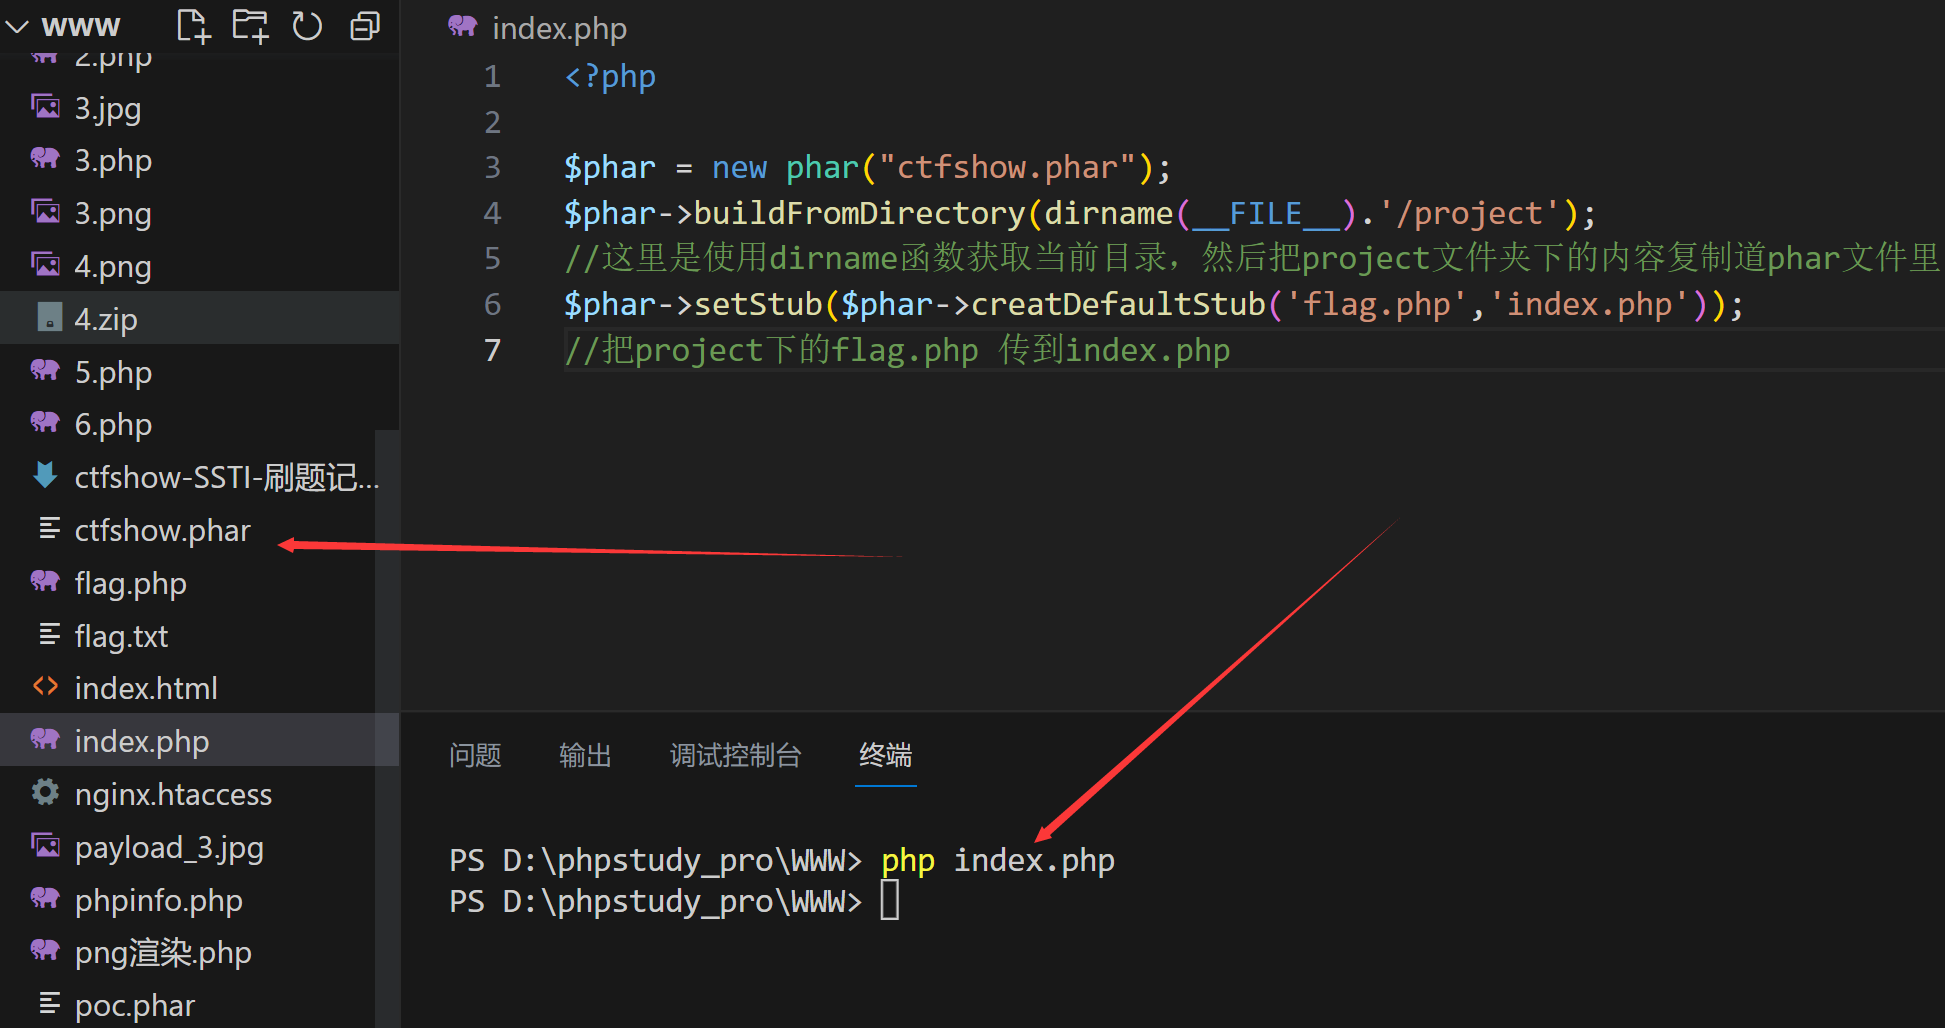 WWW
2.php
3.jpg
3.php
3.png
4.png
4.zip
5.php
6.php
ctfshow-SSTI-刷题记...
ctfshow.phar
flag.php
flag.txt
index.html
index.php
nginx.htaccess
payload_3.jpg
phpinfo.php
png渲染.php
poc.phar
index.php
1 <?php
2
3 $phar = new phar("ctfshow.phar");
4 $phar->buildFromDirectory(dirname(__FILE__).'/project');
5 //这里是使用dirname函数获取当前目录，然后把project文件夹下的内容复制道phar文件里
6 $phar->setStub($phar->creatDefaultStub('flag.php','index.php'));
7 //把project下的flag.php 传到index.php
问题 输出 调试控制台 终端
PS D:\phpstudy_pro\WWW> php index.php
PS D:\phpstudy_pro\WWW>